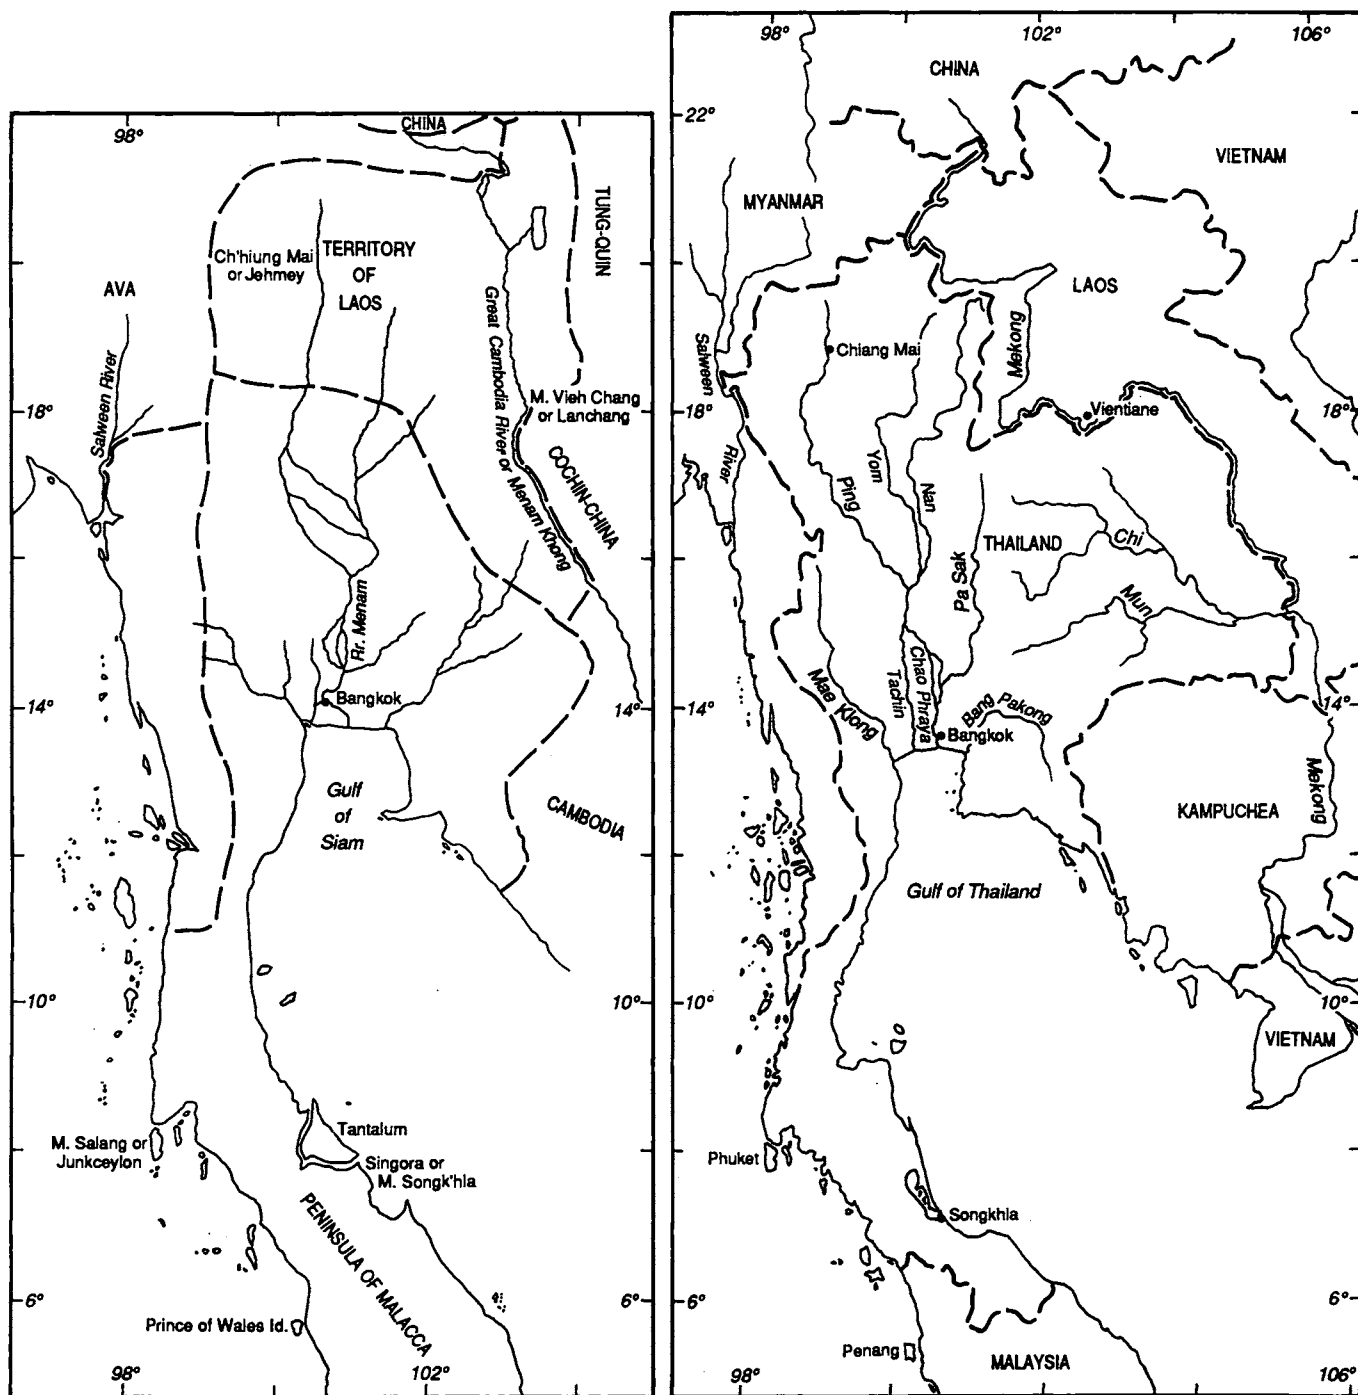 98°
CHINA
TUNG-QUIN
Ch'hiung Mai
or Jehmey
TERRITORY
OF
LAOS
AVA
Great Cambodia River or Menam Khong
Salween River
18°
M. Vieh Chang
or Lanchang
COCHIN-CHINA
Rr. Menam
Bangkok
14°
14°
Gulf
of
Siam
CAMBODIA
10°
10°
M. Salang or
Junkceylon
Tantalum
Singora or
M. Songk'hla
PENINSULA OF MALACCA
6°
6°
Prince of Wales Id.
98°
102°
98°
102°
106°
CHINA
22°
VIETNAM
MYANMAR
LAOS
Salween
River
Chiang Mai
Mekong
18°
Vientiane
18°
Ping
Yom
Nan
Pa Sak
THAILAND
Chi
Mun
14°
Mae Klong
Tachin
Chao Phraya
Bangkok
Bang Pakong
14°
KAMPUCHEA
Mekong
Gulf of Thailand
10°
10°
VIETNAM
Phuket
Songkhla
6°
6°
Penang
MALAYSIA
98°
106°